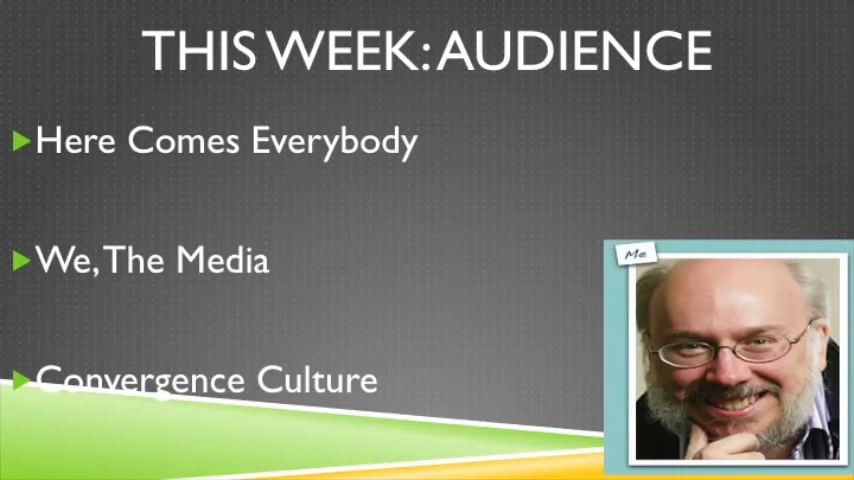 THIS WEEK: AUDIENCE
Here Comes Everybody
We, The Media
Me
Convergence Culture